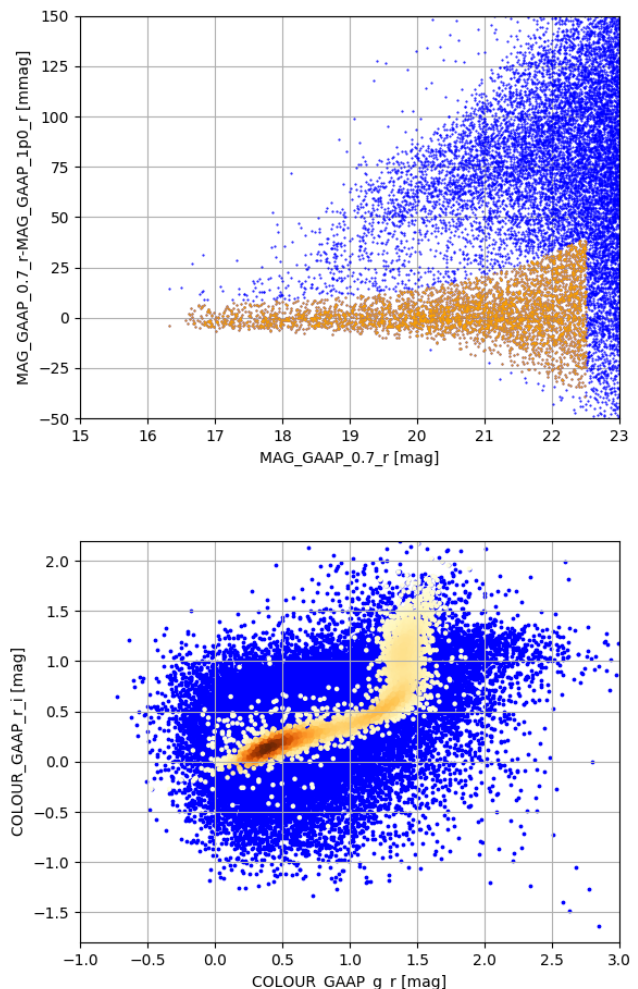 150
125
100
75
50
25
0
−25
−50
MAG_GAAP_0.7_r-MAG_GAAP_1p0_r [mmag]
15 16 17 18 19 20 21 22 23
MAG_GAAP_0.7_r [mag]
2.0
1.5
1.0
0.5
0.0
−0.5
−1.0
−1.5
COLOUR_GAAP_r_i [mag]
−1.0 −0.5 0.0 0.5 1.0 1.5 2.0 2.5 3.0
COLOUR_GAAP_g_r [mag]